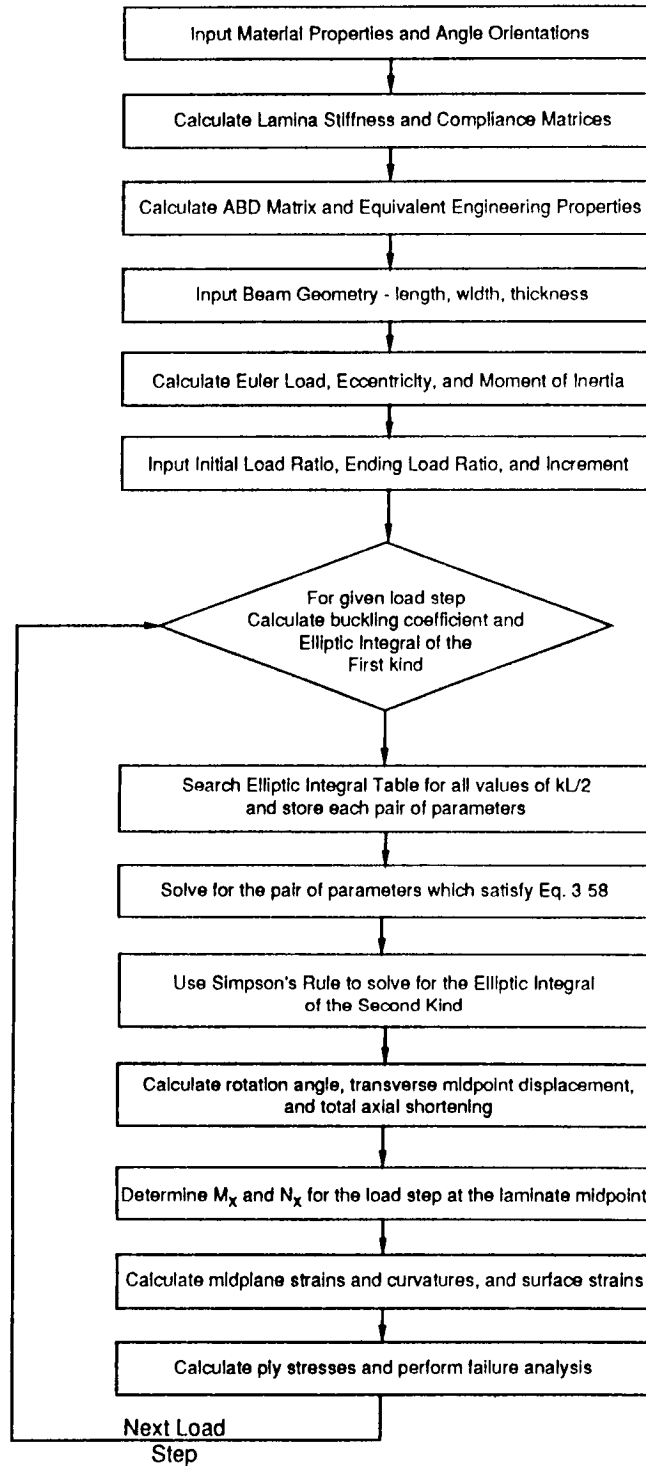 Input Material Properties and Angle Orientations
Calculate Lamina Stiffness and Compliance Matrices
Calculate ABD Matrix and Equivalent Engineering Properties
Input Beam Geometry - length, width, thickness
Calculate Euler Load, Eccentricity, and Moment of Inertia
Input Initial Load Ratio, Ending Load Ratio, and Increment
For given load step
Calculate buckling coefficient and
Elliptic Integral of the
First kind
Search Elliptic Integral Table for all values of kL/2
and store each pair of parameters
Solve for the pair of parameters which satisfy Eq. 3 58
Use Simpson's Rule to solve for the Elliptic Integral
of the Second Kind
Calculate rotation angle, transverse midpoint displacement,
and total axial shortening
Determine Mx and Nx for the load step at the laminate midpoint
Calculate midplane strains and curvatures, and surface strains
Calculate ply stresses and perform failure analysis
Next Load
Step